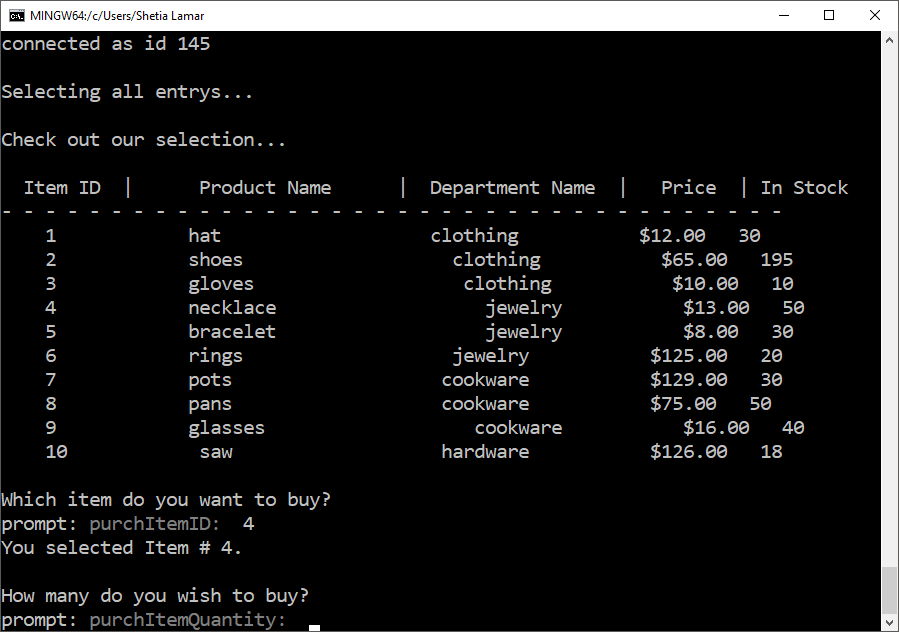 MINGW64:/c/Users/Shetia Lamar
connected as id 145
Selecting all entrys...
Check out our selection...
Item ID | Product Name | Department Name | Price | In Stock
- - - - - - - - - - - - - - - - - - - - - - - - - - - - - - - - - - - -
1 hat clothing $12.00 30
2 shoes clothing $65.00 195
3 gloves clothing $10.00 10
4 necklace jewelry $13.00 50
5 bracelet jewelry $8.00 30
6 rings jewelry $125.00 20
7 pots cookware $129.00 30
8 pans cookware $75.00 50
9 glasses cookware $16.00 40
10 saw hardware $126.00 18
Which item do you want to buy?
prompt: purchItemID: 4
You selected Item # 4.
How many do you wish to buy?
prompt: purchItemQuantity: